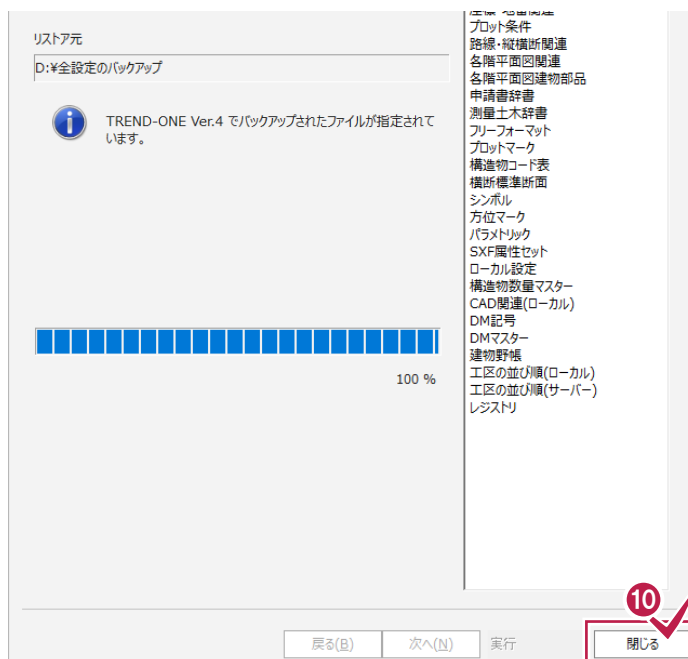 リストア元
D:¥全設定のバックアップ
TREND-ONE Ver.4 でバックアップされたファイルが指定されて
います。
100 %
プロット条件
路線・縦横断関連
各階平面図関連
各階平面図建物部品
申請書辞書
測量土木辞書
フリーフォーマット
プロットマーク
構造物コード表
横断標準断面
シンボル
方位マーク
パラメトリック
SXF属性セット
ローカル設定
構造物数量マスター
CAD関連(ローカル)
DM記号
DMマスター
建物野帳
工区の並び順(ローカル)
工区の並び順(サーバー)
レジストリ
10
戻る(B)
次へ(N)
実行
閉じる